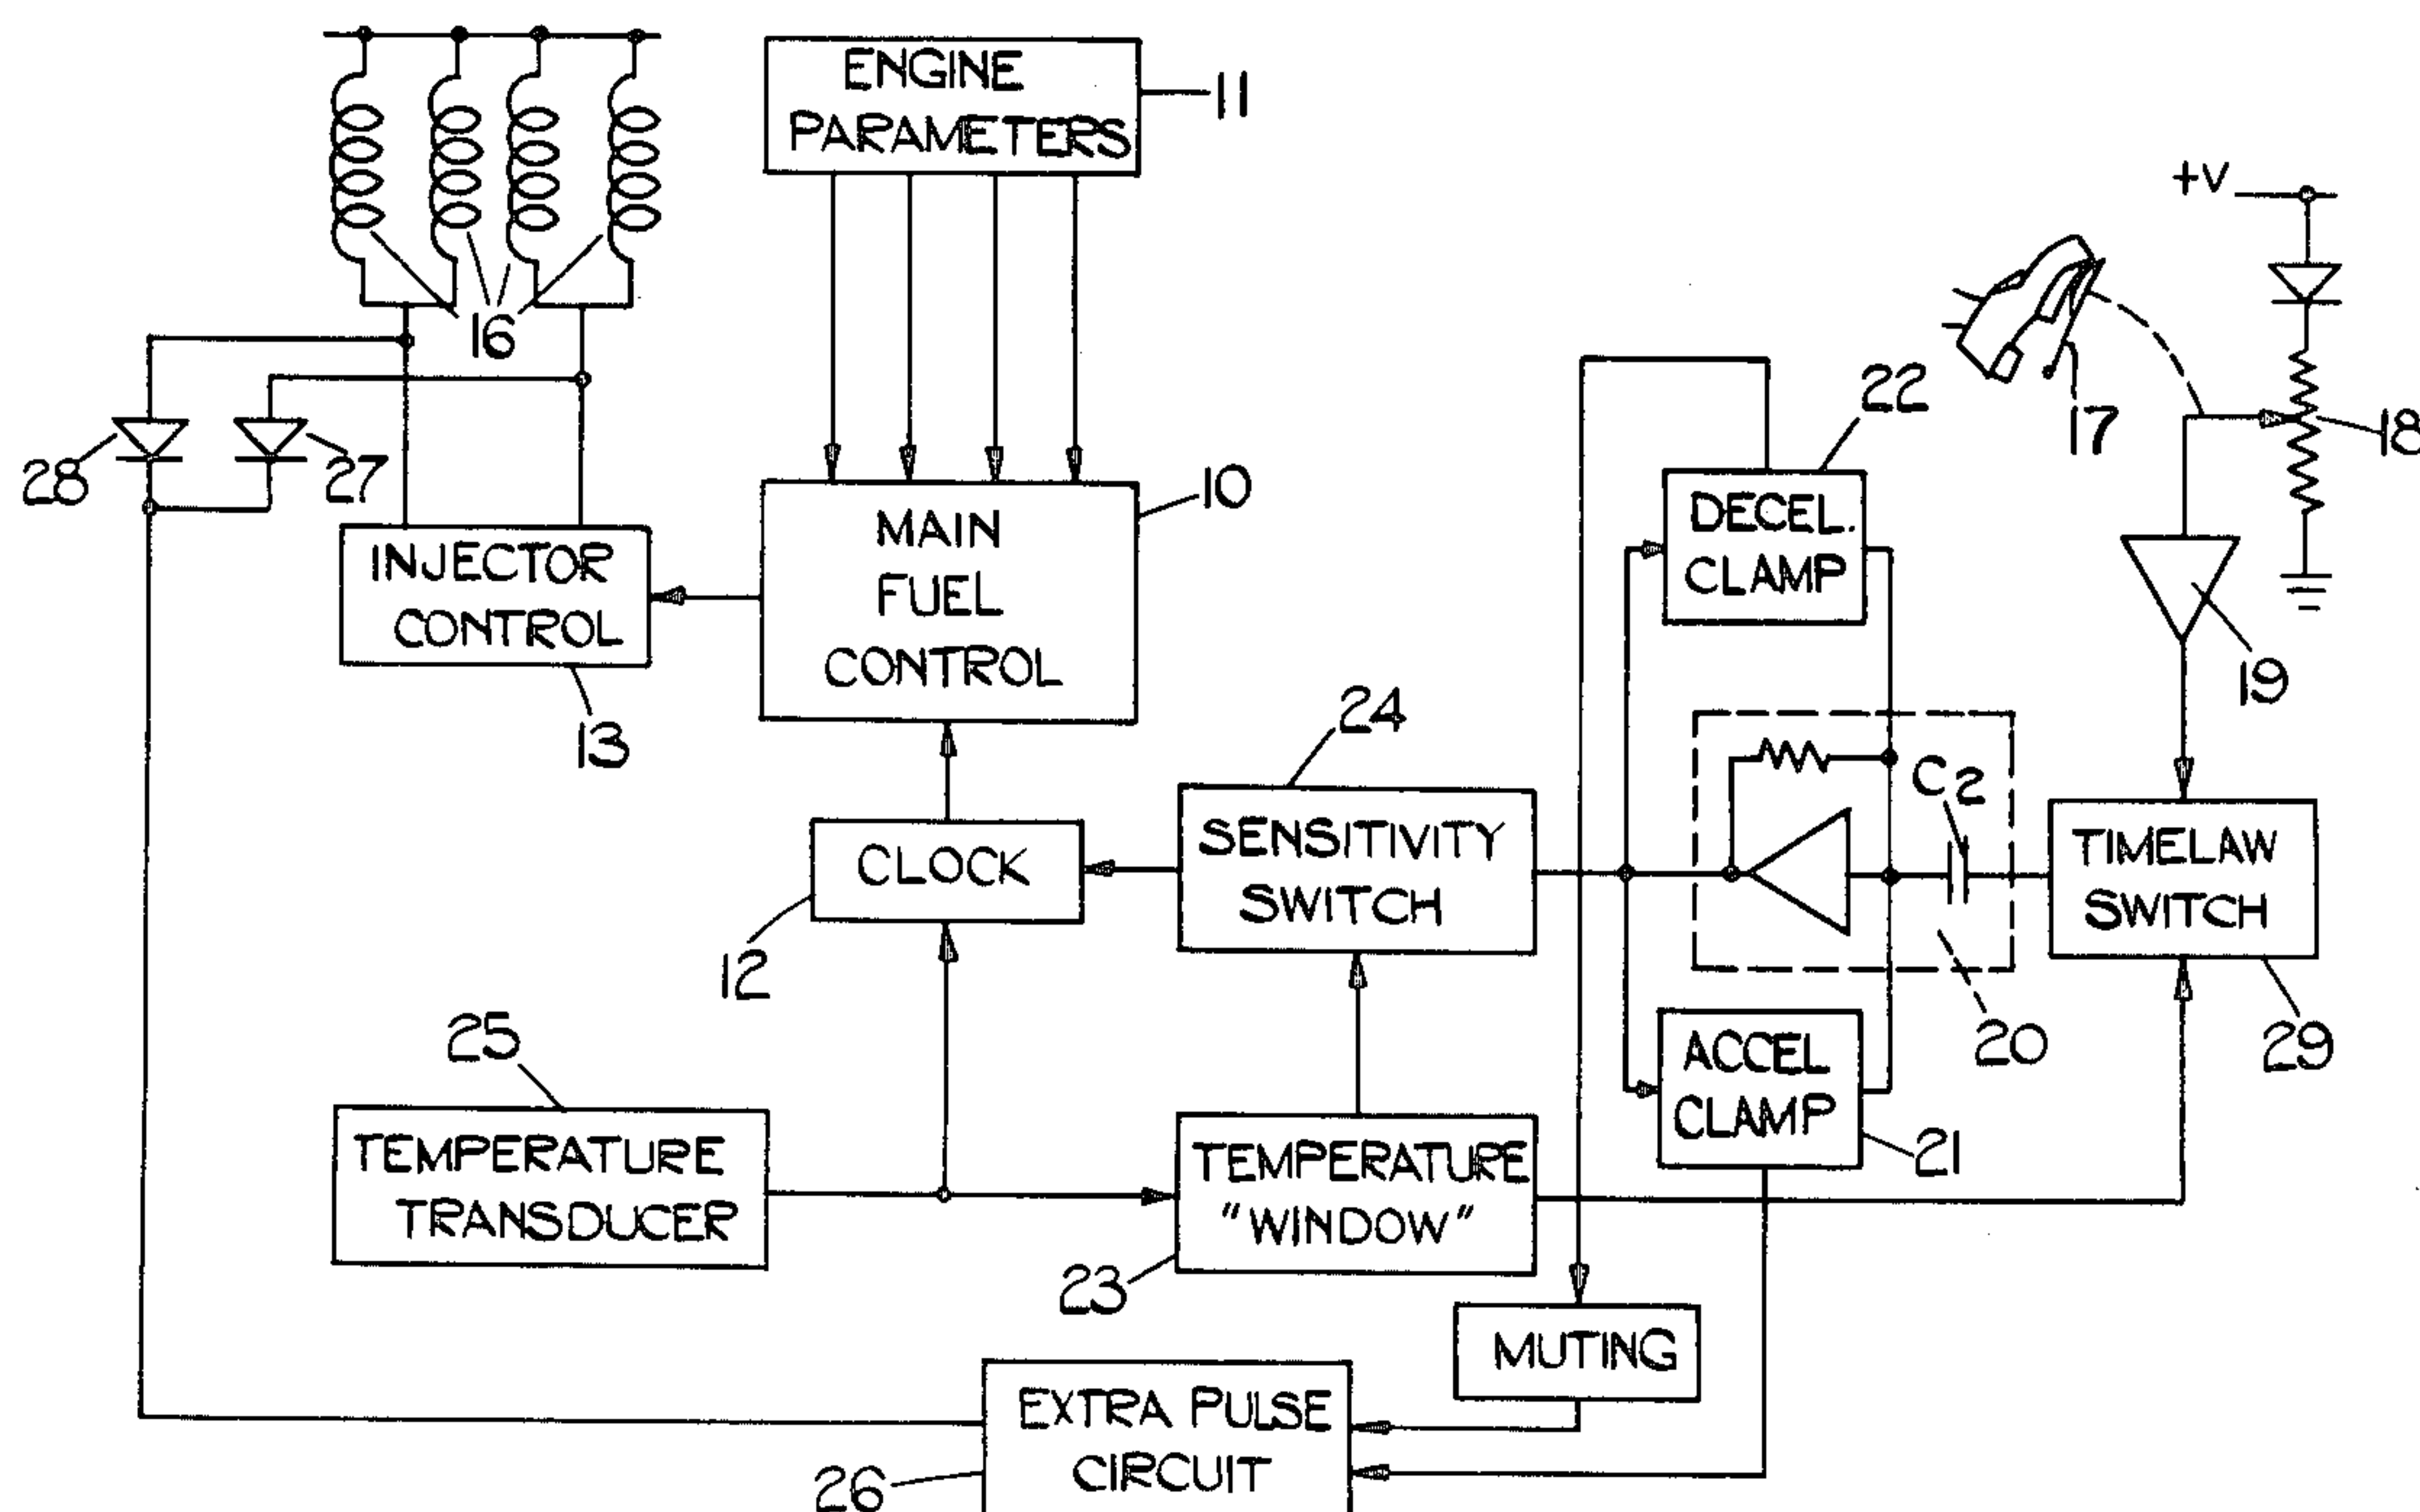 ENGINE
PARAMETERS
11
+V
16
17
18
22
28
27
10
INJECTOR
CONTROL
MAIN
FUEL
CONTROL
DECEL.
CLAMP
19
13
24
C2
CLOCK
SENSITIVITY
SWITCH
TIMELAW
SWITCH
12
20
29
25
ACCEL
CLAMP
21
TEMPERATURE
TRANSDUCER
TEMPERATURE
"WINDOW"
23
MUTING
EXTRA PULSE
CIRCUIT
26